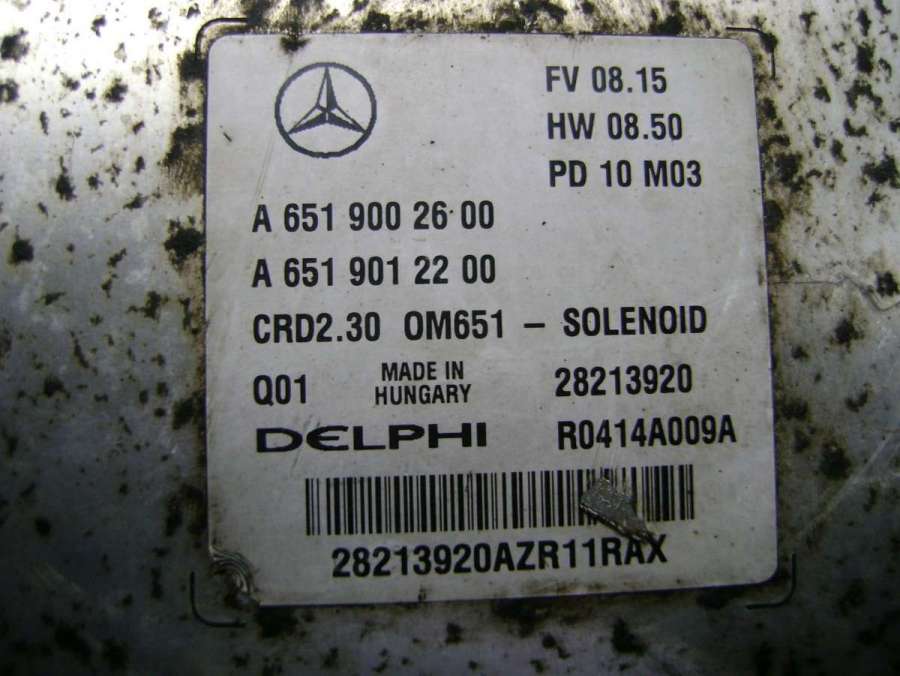 FV 08.15
HW 08.50
PD 10 M03
A 651 900 26 00
A 651 901 22 00
CRD2.30 OM651 – SOLENOID
Q01 MADE IN HUNGARY 28213920
DELPHI R0414A009A
28213920AZR11RAX